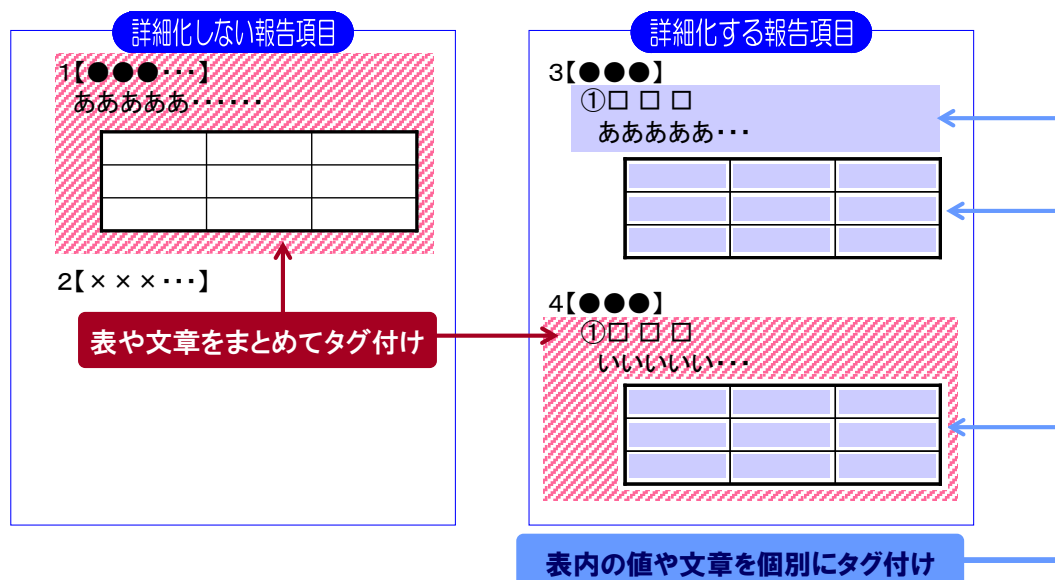 詳細化しない報告項目
1【●●●･･･】
あああああ･･････
2【×××･･･】
表や文章をまとめてタグ付け
詳細化する報告項目
3【●●●】
①□ □ □
あああああ･･･
4【●●●】
①□ □ □
いいいいい･･･
表内の値や文章を個別にタグ付け